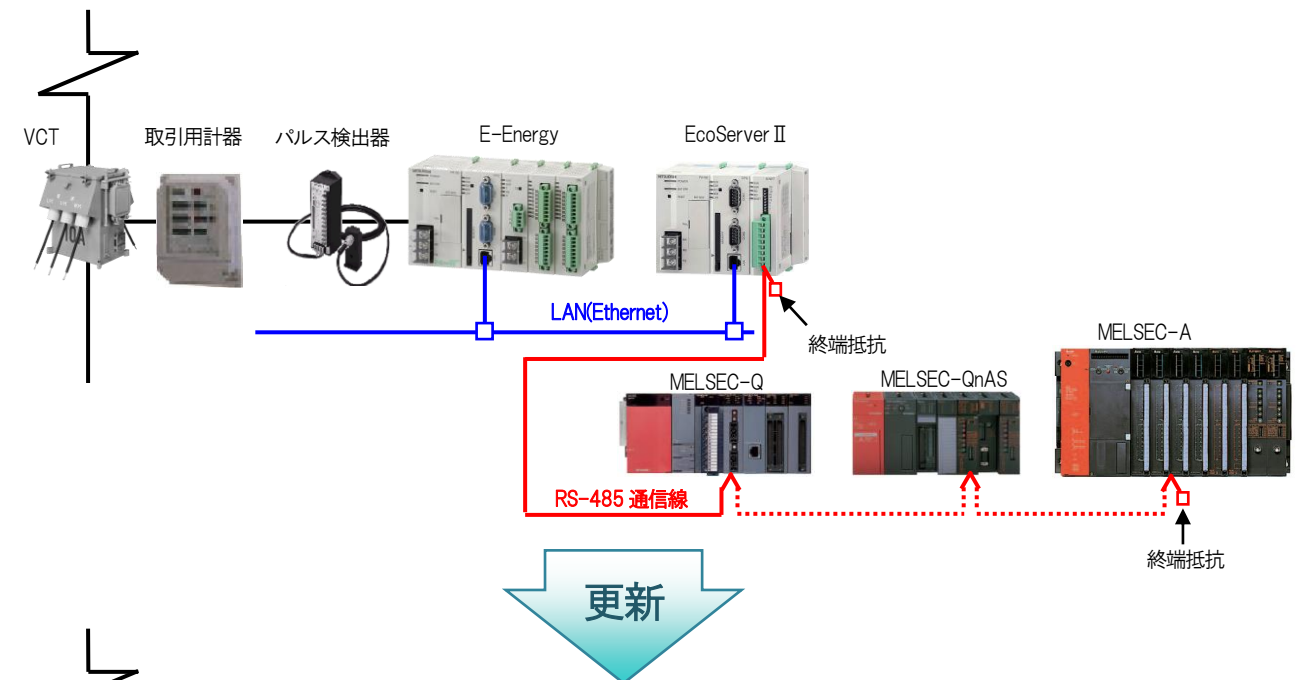 VCT
取引用計器
パルス検出器
E-Energy
EcoServerⅡ
LAN(Ethernet)
終端抵抗
MELSEC-A
MELSEC-Q
MELSEC-QnAS
RS-485 通信線
終端抵抗
更新